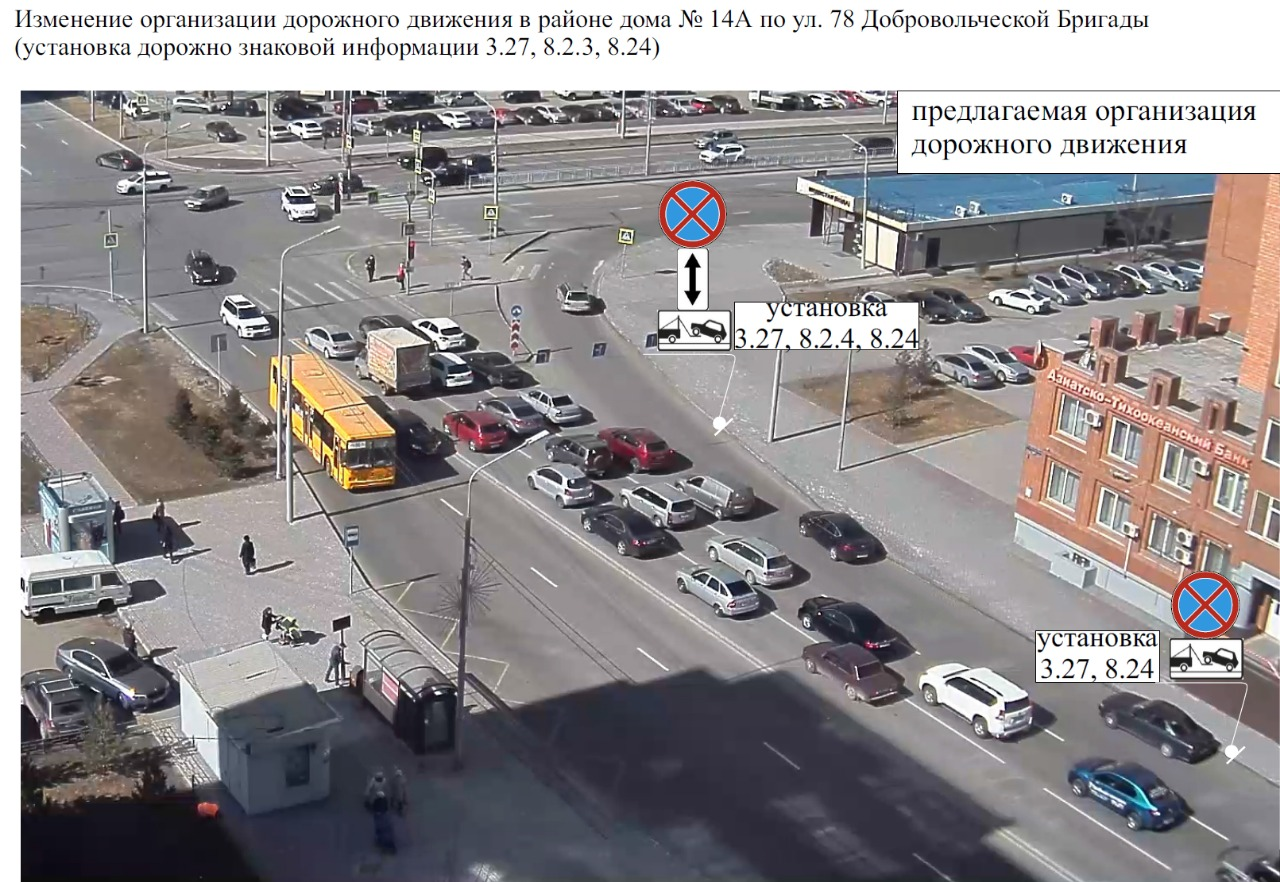 Изменение организации дорожного движения в районе дома № 14А по ул. 78 Добровольческой Бригады
(установка дорожно знаковой информации 3.27, 8.2.3, 8.24)
предлагаемая организация
дорожного движения
установка
3.27, 8.2.4, 8.24
Азиатско-Тихоокеанский Банк
установка
3.27, 8.24